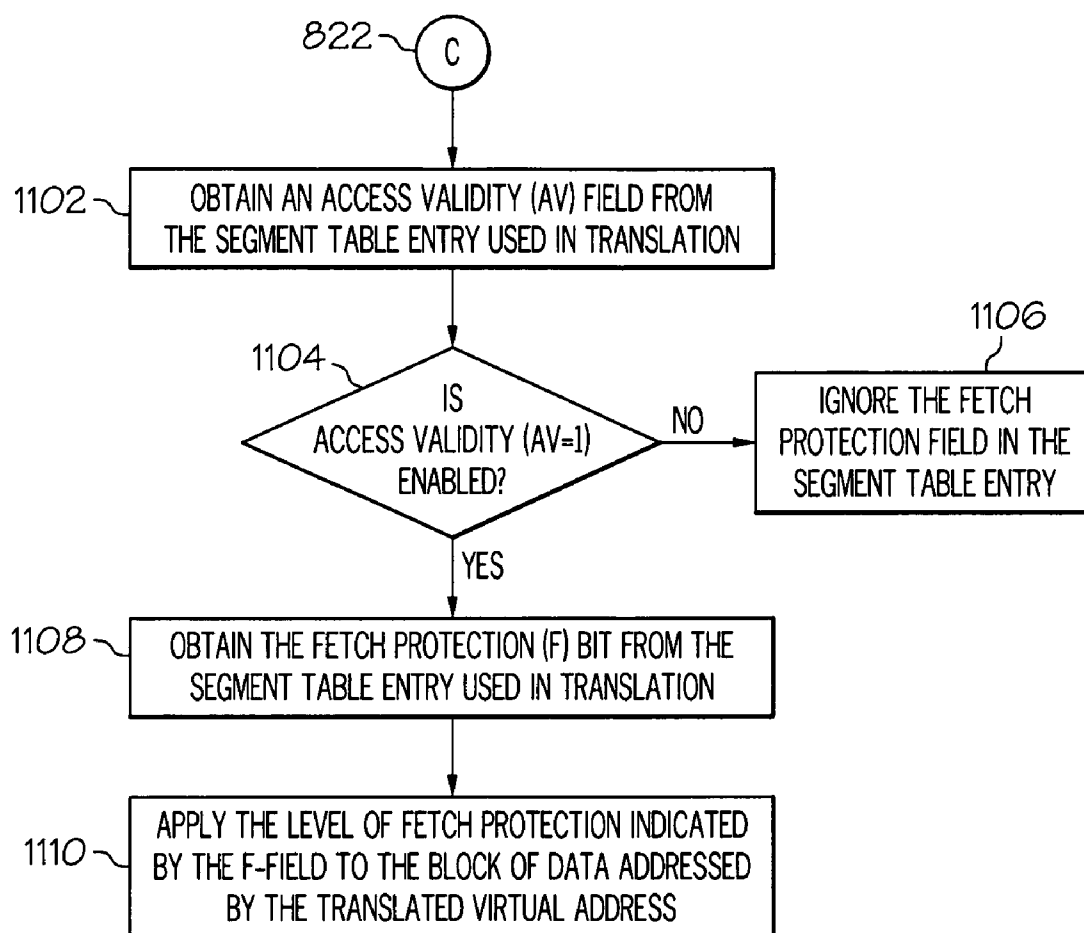 822
C
1102
OBTAIN AN ACCESS VALIDITY (AV) FIELD FROM
THE SEGMENT TABLE ENTRY USED IN TRANSLATION
1104
IS
ACCESS VALIDITY (AV=1)
ENABLED?
NO
1106
IGNORE THE FETCH
PROTECTION FIELD IN THE
SEGMENT TABLE ENTRY
YES
1108
OBTAIN THE FETCH PROTECTION (F) BIT FROM THE
SEGMENT TABLE ENTRY USED IN TRANSLATION
1110
APPLY THE LEVEL OF FETCH PROTECTION INDICATED
BY THE F-FIELD TO THE BLOCK OF DATA ADDRESSED
BY THE TRANSLATED VIRTUAL ADDRESS